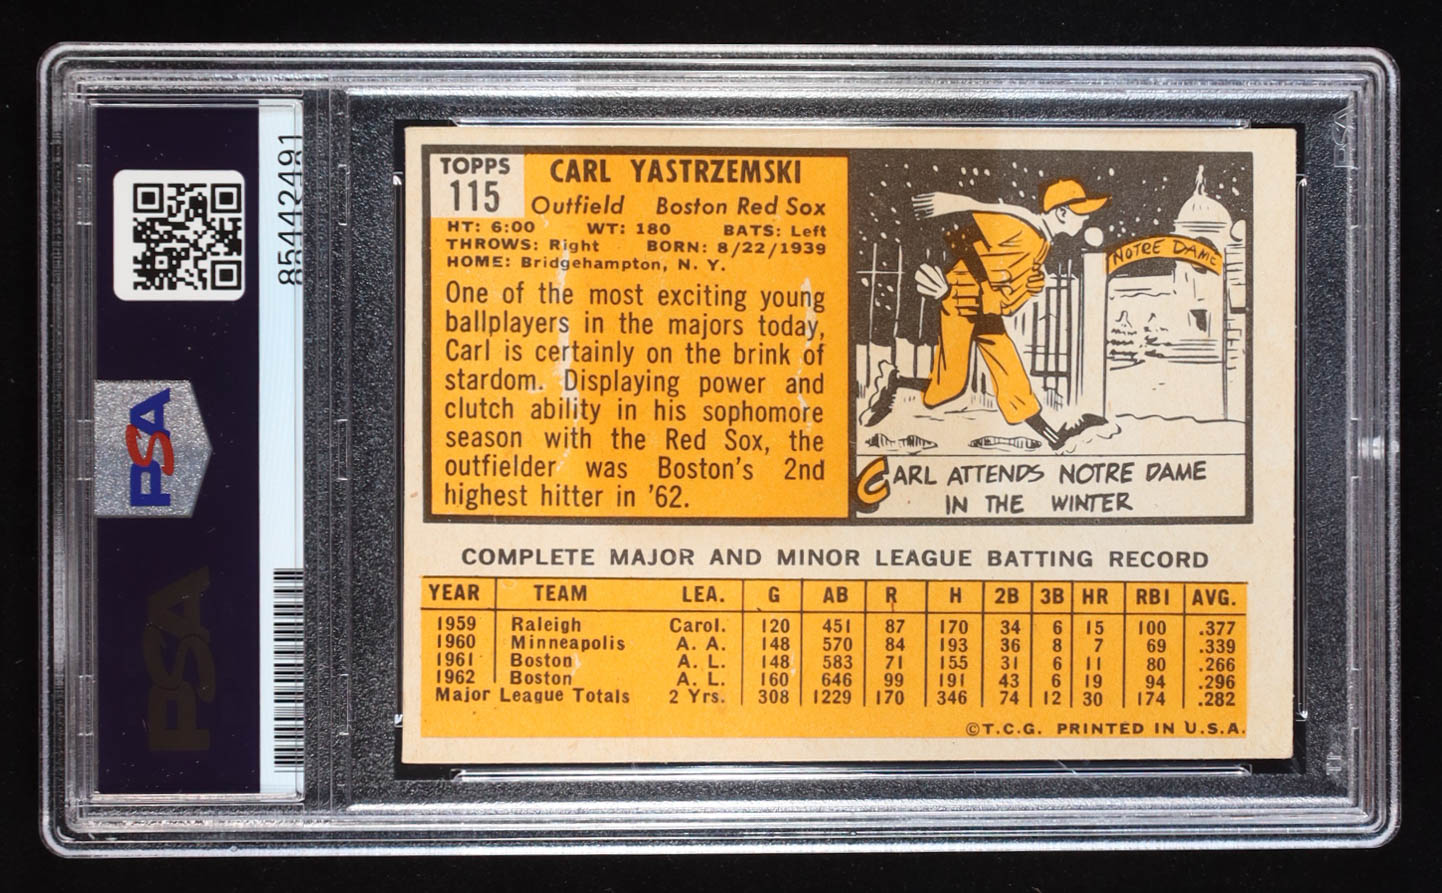 85442491
PSA
PSA
TOPPS
115
CARL YASTRZEMSKI
Outfield Boston Red Sox
HT: 6:00 WT: 180 BATS: Left
THROWS: Right BORN: 8/22/1939
HOME: Bridgehampton, N. Y.
One of the most exciting young
ballplayers in the majors today,
Carl is certainly on the brink of
stardom. Displaying power and
clutch ability in his sophomore
season with the Red Sox, the
outfielder was Boston's 2nd
highest hitter in '62.
NOTRE DAME
CARL ATTENDS NOTRE DAME
IN THE WINTER
COMPLETE MAJOR AND MINOR LEAGUE BATTING RECORD
YEAR TEAM LEA. G AB R H 2B 3B HR RBI AVG.
1959 Raleigh Carol. 120 451 87 170 34 6 15 100 .377
1960 Minneapolis A. A. 148 570 84 193 36 8 7 69 .339
1961 Boston A. L. 148 583 71 155 31 6 11 80 .266
1962 Boston A. L. 160 646 99 191 43 6 19 94 .296
Major League Totals 2 Yrs. 308 1229 170 346 74 12 30 174 .282
©T.C.G. PRINTED IN U.S.A.